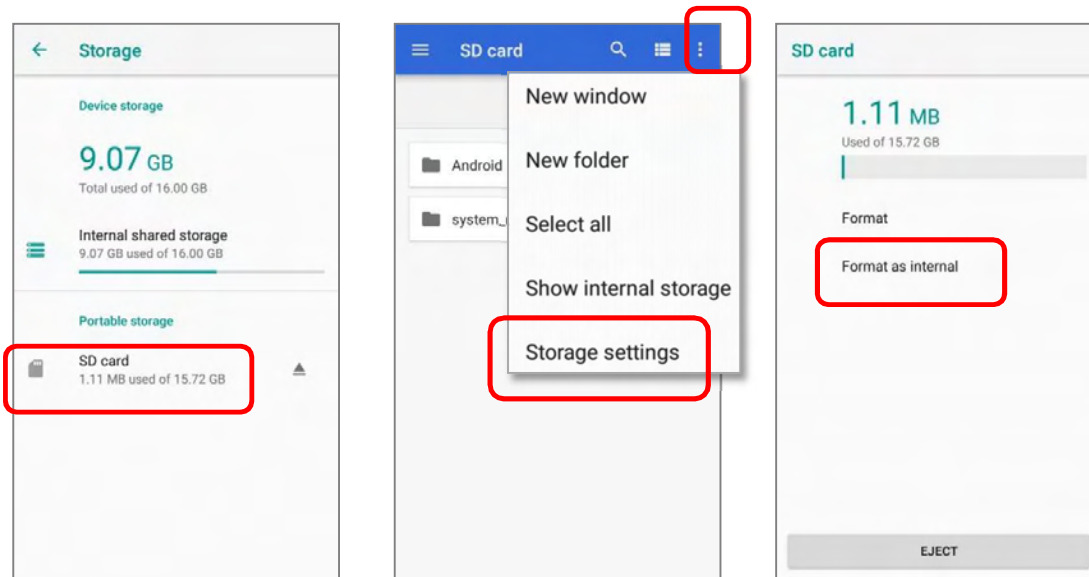 Storage
Device storage
9.07 GB
Total used of 16.00 GB
Internal shared storage
9.07 GB used of 16.00 GB
Portable storage
SD card
1.11 MB used of 15.72 GB
SD card
New window
New folder
Android
Select all
system_
Show internal storage
Storage settings
SD card
1.11 MB
Used of 15.72 GB
Format
Format as internal
EJECT